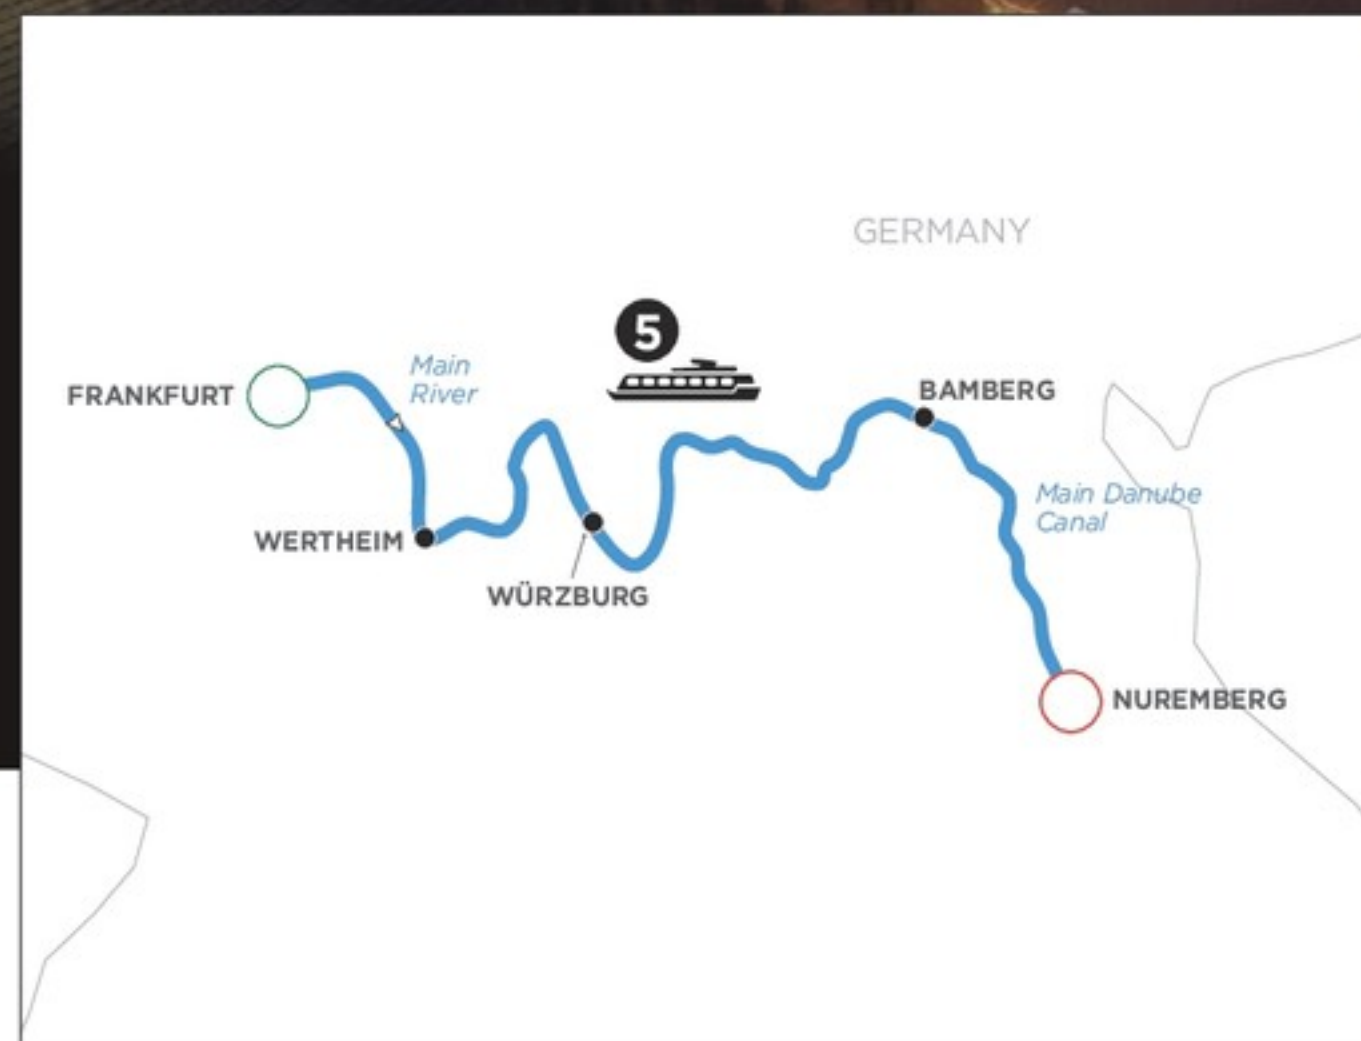 GERMANY
5
Main
River
FRANKFURT
BAMBERG
Main Danube
Canal
WERTHEIM
WÜRZBURG
NUREMBERG